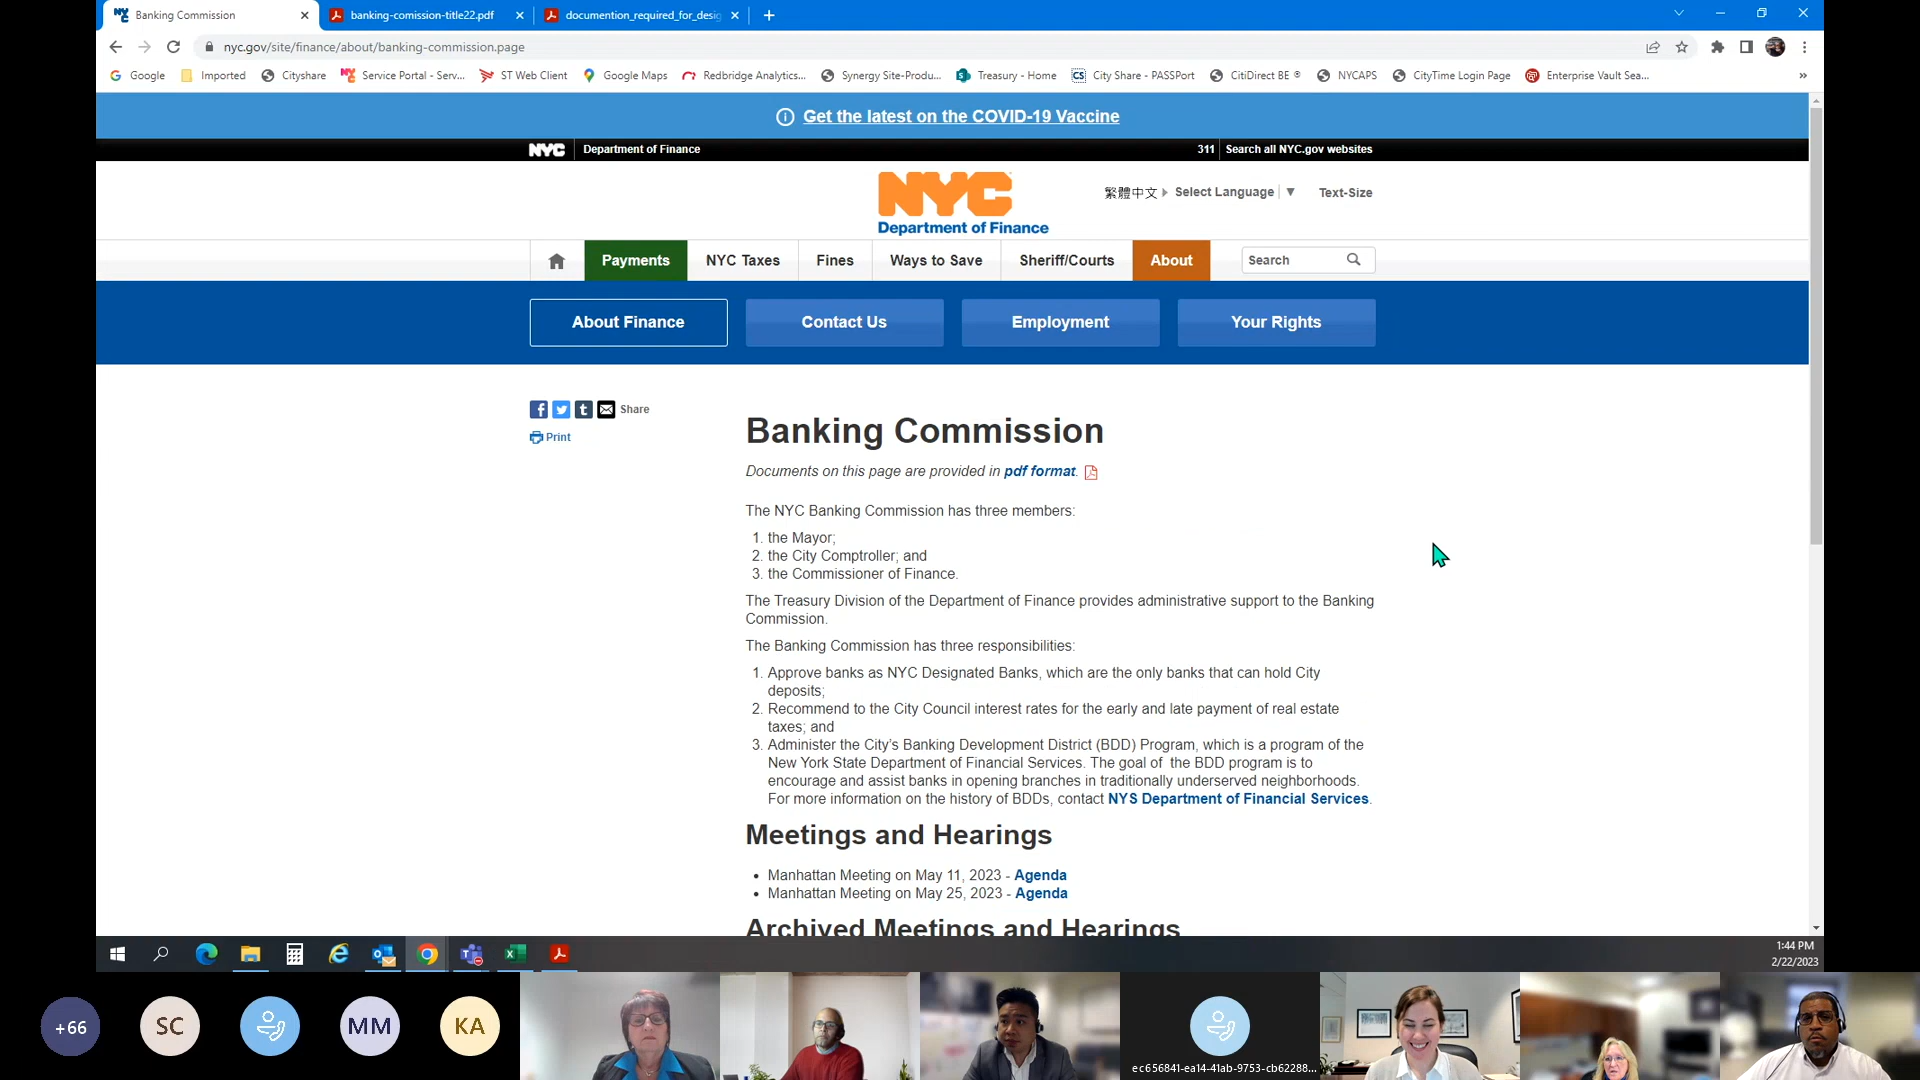 Banking Commission
banking-comission-title22.pdf
documention_required_for_desig
nyc.gov/site/finance/about/banking-commission.page
Google
Imported
Cityshare
Service Portal - Serv...
ST Web Client
Google Maps
Redbridge Analytics...
Synergy Site-Produ...
Treasury - Home
City Share - PASSPort
CitiDirect BE ®
NYCAPS
CityTime Login Page
Enterprise Vault Sea...
»
Get the latest on the COVID-19 Vaccine
NYC
Department of Finance
311
Search all NYC.gov websites
NYC
Department of Finance
繁體中文
Select Language ▼
Text-Size
Payments
NYC Taxes
Fines
Ways to Save
Sheriff/Courts
About
Search
About Finance
Contact Us
Employment
Your Rights
Share
Print
Banking Commission
Documents on this page are provided in pdf format.
The NYC Banking Commission has three members:
1. the Mayor;
2. the City Comptroller; and
3. the Commissioner of Finance.
The Treasury Division of the Department of Finance provides administrative support to the Banking
Commission.
The Banking Commission has three responsibilities:
1. Approve banks as NYC Designated Banks, which are the only banks that can hold City
deposits;
2. Recommend to the City Council interest rates for the early and late payment of real estate
taxes; and
3. Administer the City's Banking Development District (BDD) Program, which is a program of the
New York State Department of Financial Services. The goal of the BDD program is to
encourage and assist banks in opening branches in traditionally underserved neighborhoods.
For more information on the history of BDDs, contact NYS Department of Financial Services.
Meetings and Hearings
• Manhattan Meeting on May 11, 2023 - Agenda
• Manhattan Meeting on May 25, 2023 - Agenda
Archived Meetings and Hearings
1:44 PM
2/22/2023
+66
SC
MM
KA
ec656841-ea14-41ab-9753-cb62288...